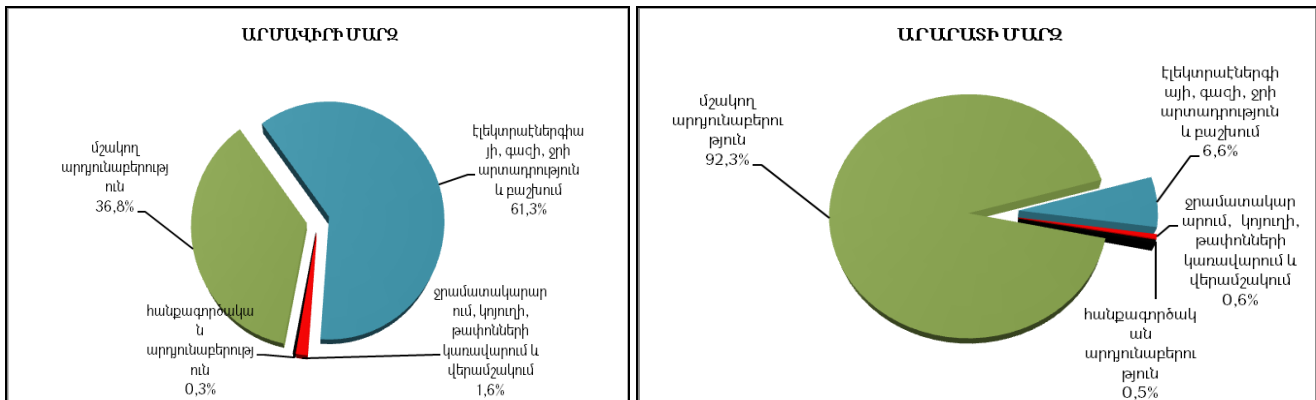 ԱՐՄԱՎԻՐԻ ՄԱՐԶ
էլեկտրաէներգիա
յի, գազի, ջրի
արտադրություն
և բաշխում
61,3%
մշակող
արդյունաբերությ
ուն
36,8%
հանքագործակա
ն
արդյունաբերությ
ուն
0,3%
ջրամատակարար
ում, կոյուղի,
թափոնների
կառավարում և
վերամշակում
1,6%
ԱՐԱՐԱՏԻ ՄԱՐԶ
մշակող
արդյունաբերու
թյուն
92,3%
էլեկտրաէներգի
այի, գազի, ջրի
արտադրություն
և բաշխում
6,6%
ջրամատակար
արում, կոյուղի,
թափոնների
կառավարում և
վերամշակում
0,6%
հանքագործակ
ան
արդյունաբերու
թյուն
0,5%